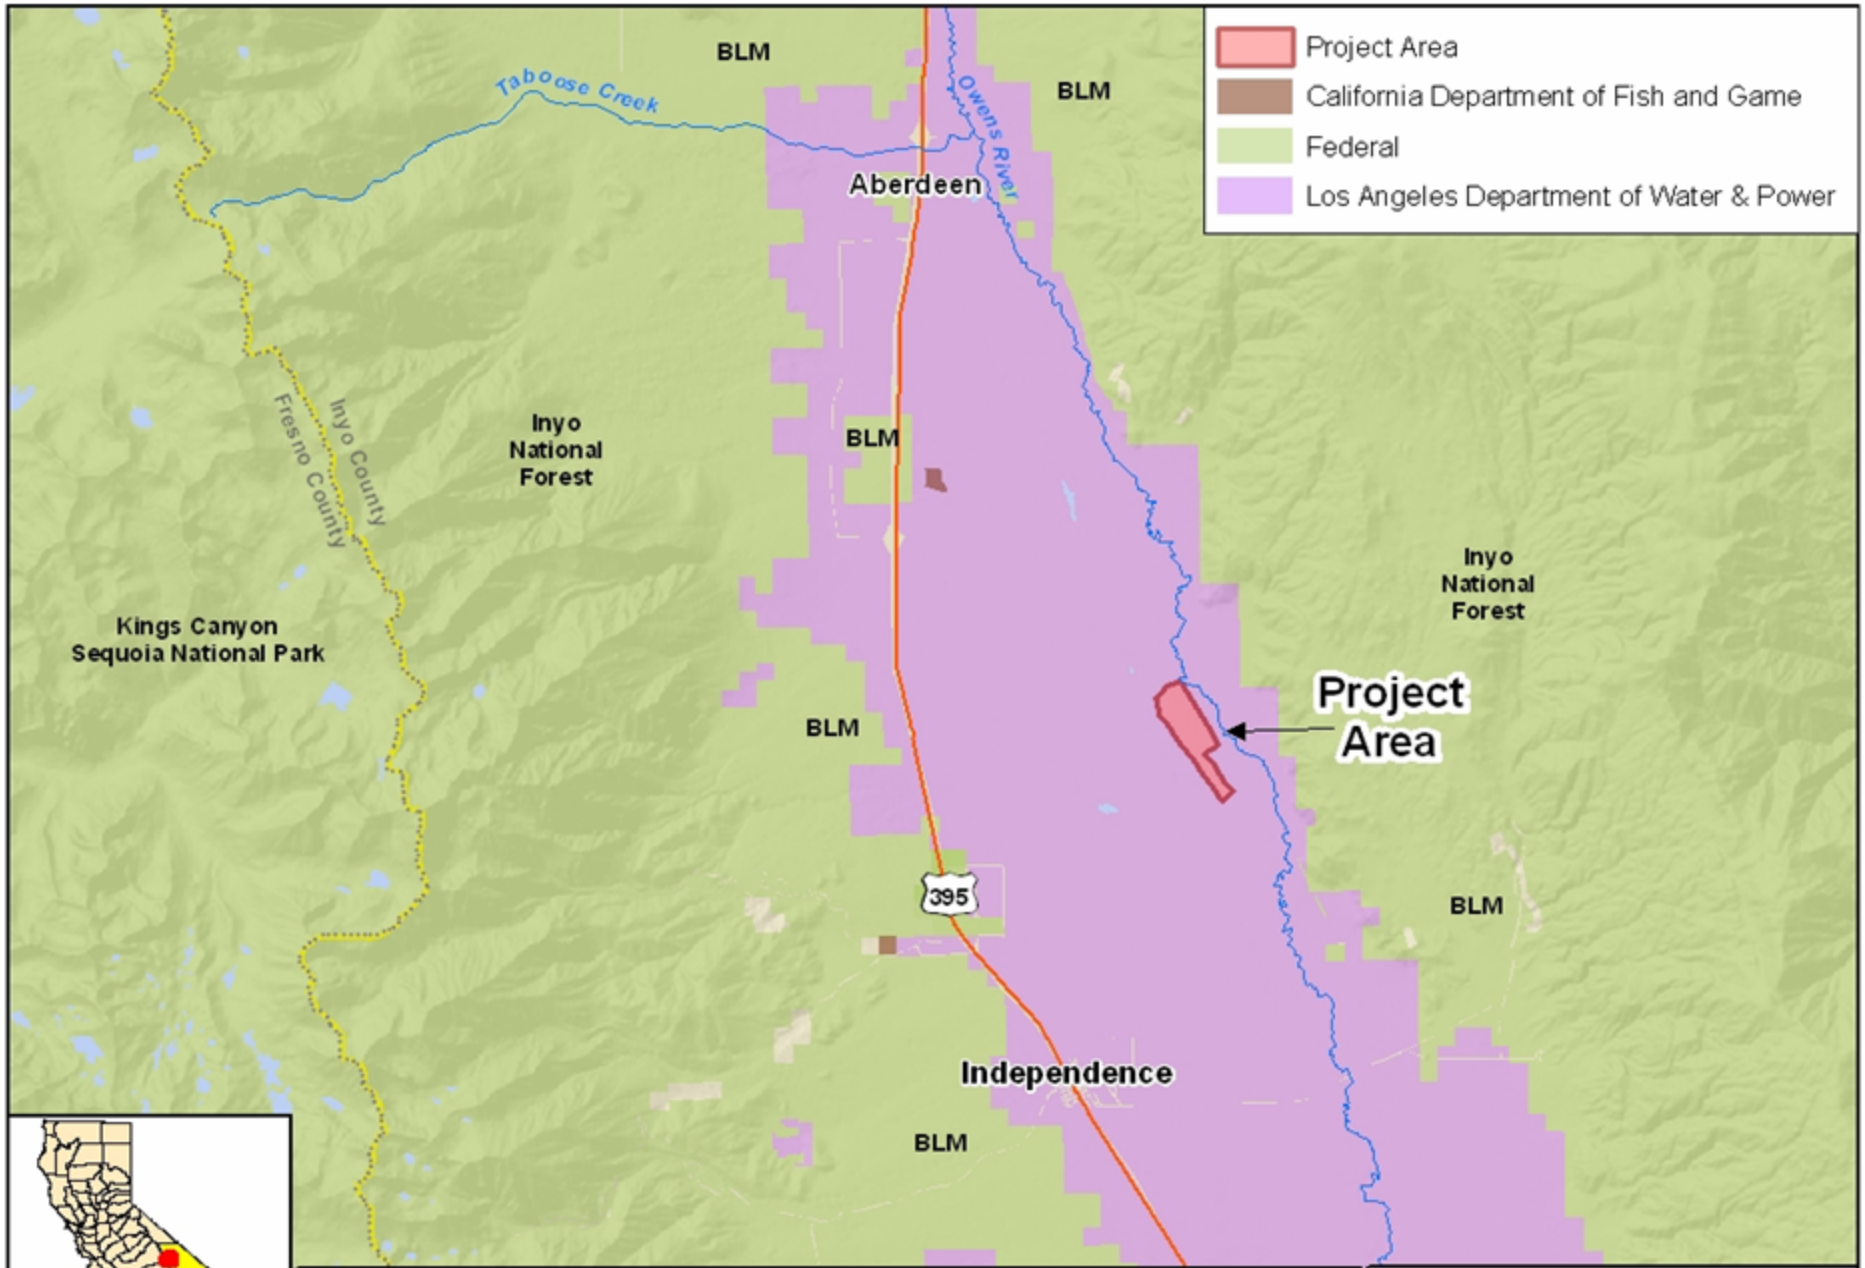 BLM
Taboose Creek
Owens River
BLM
Project Area
California Department of Fish and Game
Federal
Los Angeles Department of Water & Power
Aberdeen
Inyo County
Fresno County
Inyo
National
Forest
BLM
Inyo
National
Forest
Kings Canyon
Sequoia National Park
Project
Area
BLM
395
BLM
Independence
BLM